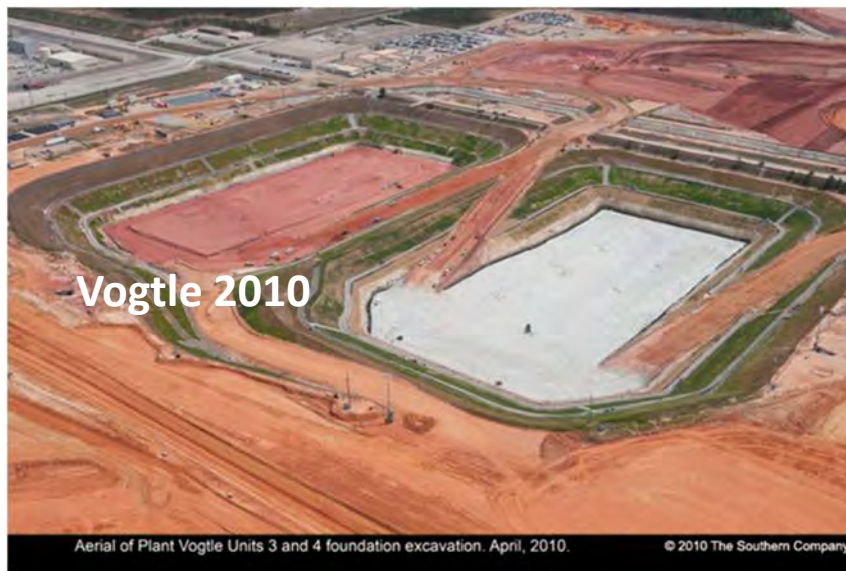 Vogtle 2010
Aerial of Plant Vogtle Units 3 and 4 foundation excavation. April, 2010.
© 2010 The Southern Company